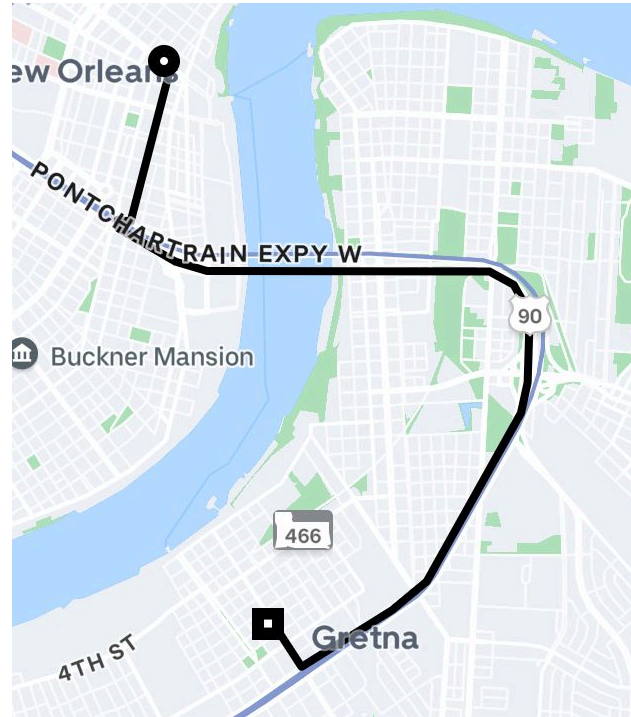 ew Orleans
PONTCHARTRAIN EXPY W
90
Buckner Mansion
466
Gretna
4TH ST